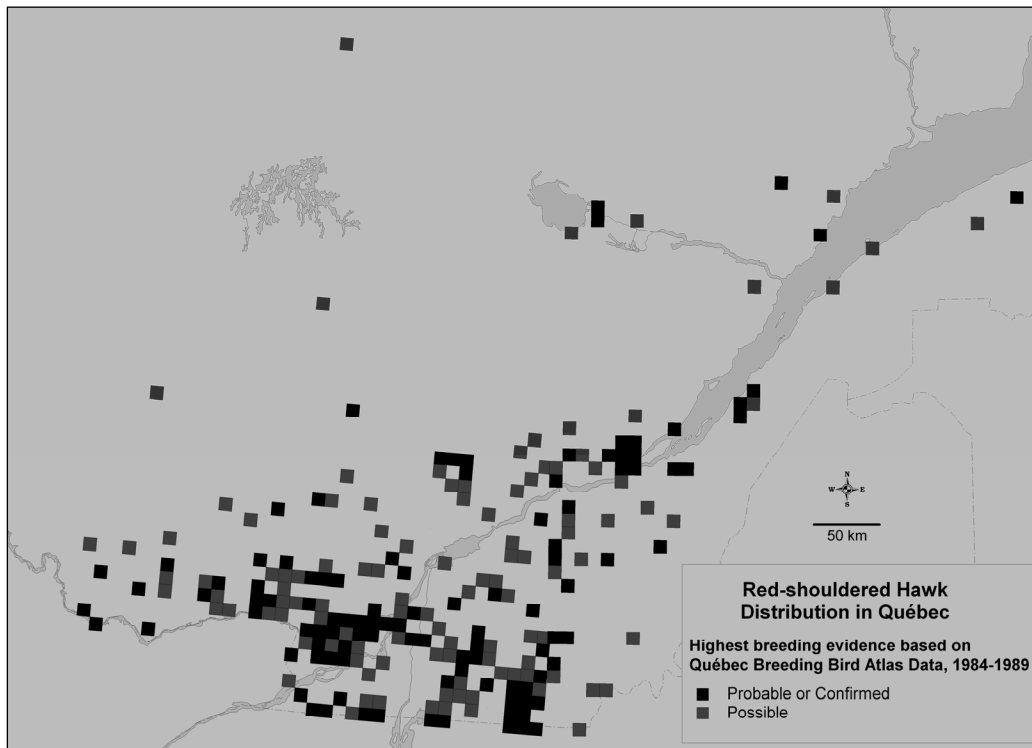 N
W E
S
50 km
Red-shouldered Hawk
Distribution in Québec
Highest breeding evidence based on
Québec Breeding Bird Atlas Data, 1984-1989
Probable or Confirmed
Possible